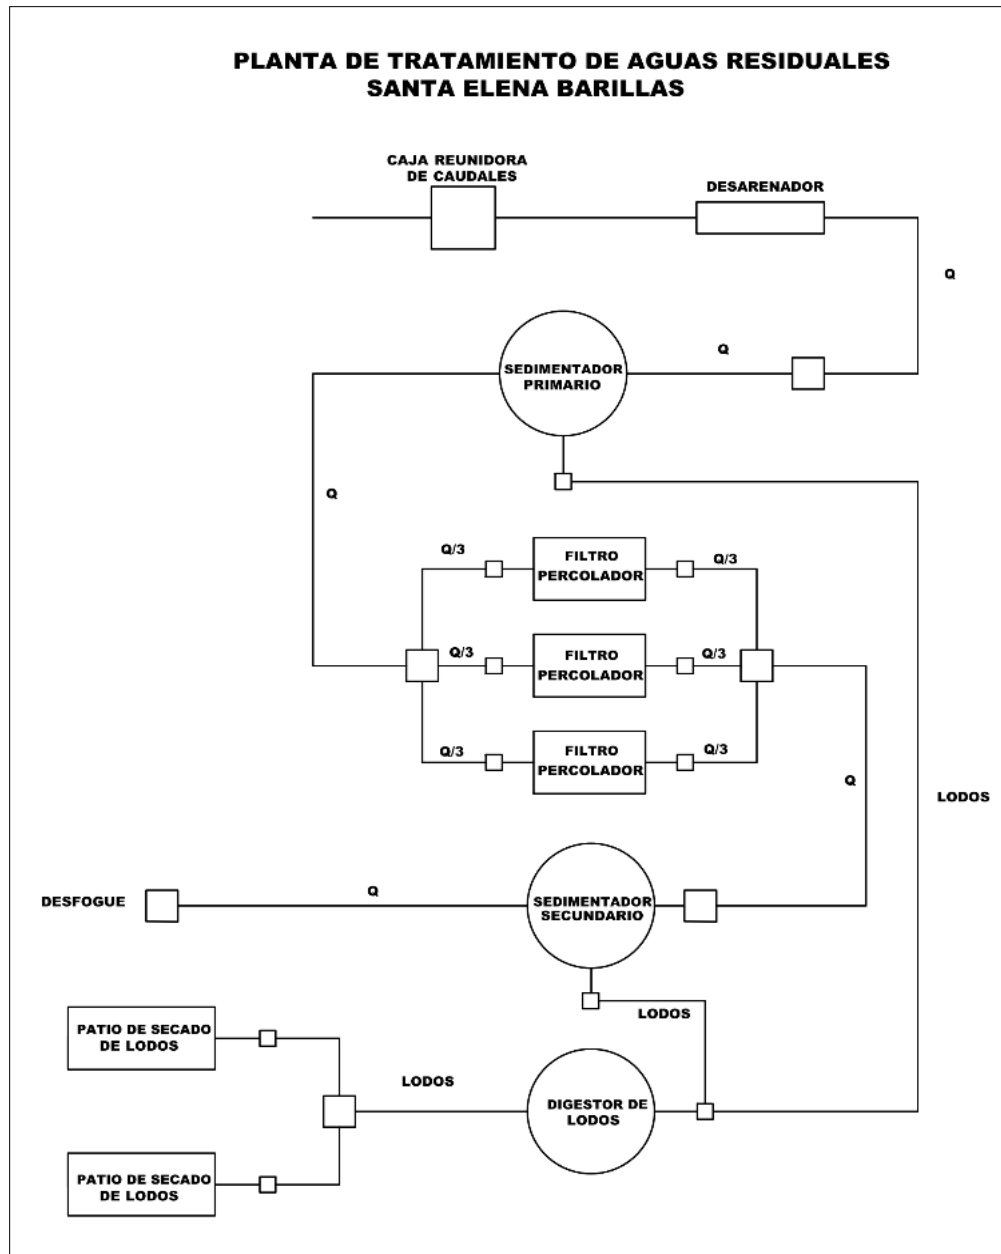 PLANTA DE TRATAMIENTO DE AGUAS RESIDUALES
SANTA ELENA BARILLAS
CAJA REUNIDORA
DE CAUDALES
DESARENADOR
Q
Q
SEDIMENTADOR
PRIMARIO
Q
Q/3
FILTRO
PERCOLADOR
Q/3
Q/3
FILTRO
PERCOLADOR
Q/3
Q/3
FILTRO
PERCOLADOR
Q/3
Q
LODOS
DESFOGUE
Q
SEDIMENTADOR
SECUNDARIO
LODOS
PATIO DE SECADO
DE LODOS
LODOS
DIGESTOR DE
LODOS
PATIO DE SECADO
DE LODOS